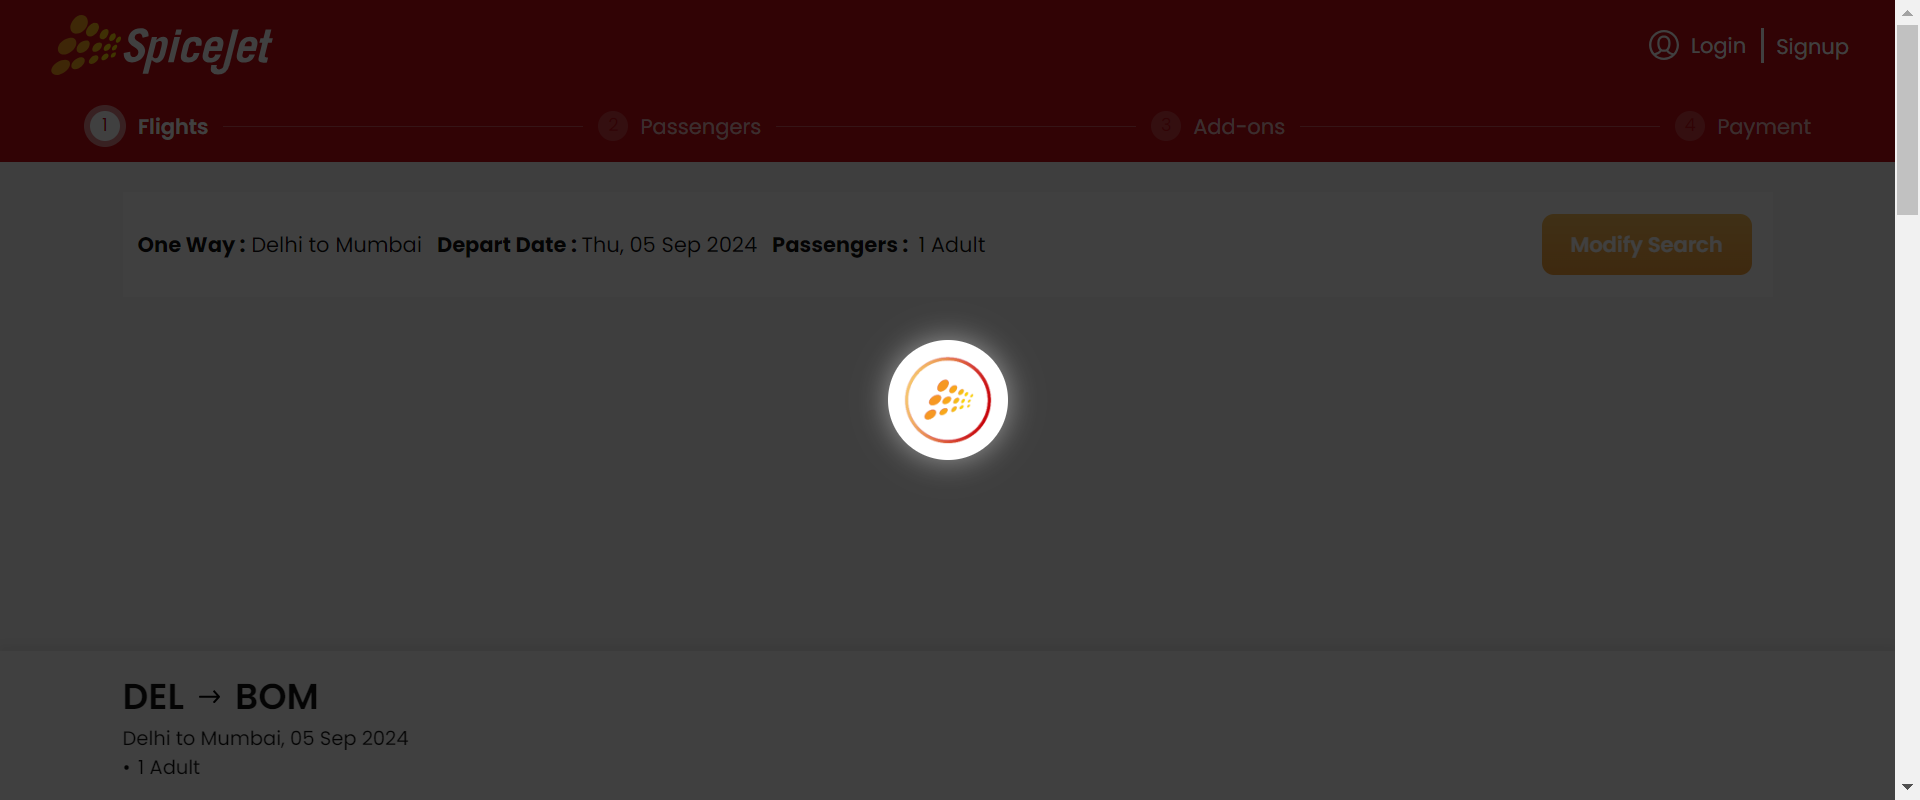 SpiceJet
Login Signup
1 Flights 2 Passengers 3 Add-ons 4 Payment
One Way : Delhi to Mumbai Depart Date : Thu, 05 Sep 2024 Passengers : 1 Adult Modify Search
DEL → BOM
Delhi to Mumbai, 05 Sep 2024
• 1 Adult